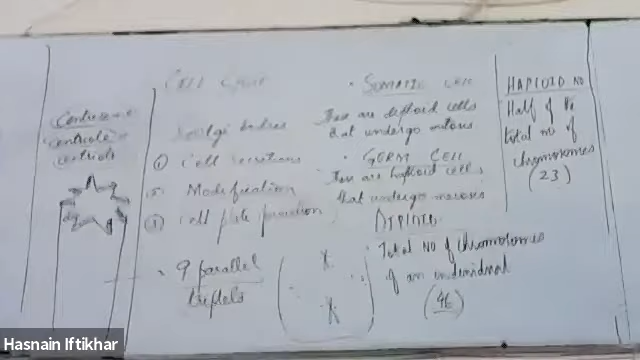 Centrosome
Centriole
centriole
CELL CYCLE
Golgi bodies
① Cell secretions
② Modification
③ Cell plate formation
9 parallel
triplets
SOMATIC CELL
These are diploid cells
that undergo mitosis
GERM CELL
These are haploid cells
that undergo meiosis
DIPLOID
Total NO of chromosomes
of an individual
(46)
HAPLOID NO
Half of the
total no of
chromosomes
(23)
Hasnain Iftikhar